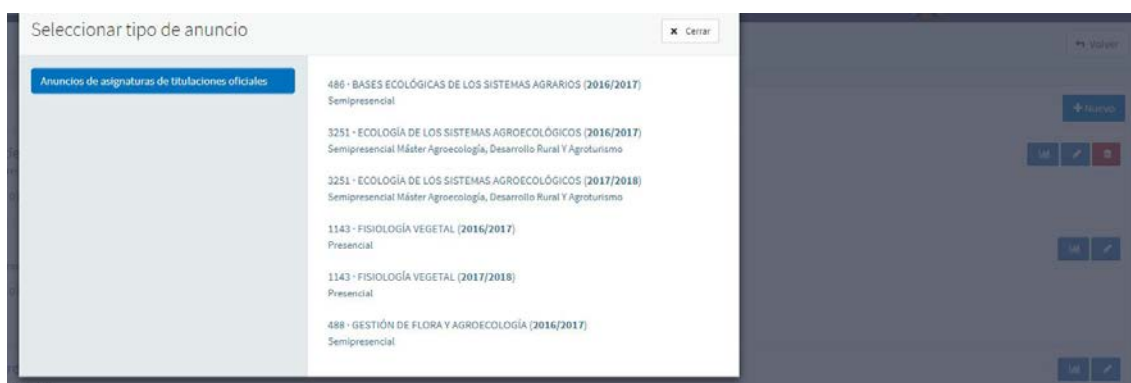 Seleccionar tipo de anuncio
✕ Cerrar
Volver
Anuncios de asignaturas de titulaciones oficiales
486 - BASES ECOLÓGICAS DE LOS SISTEMAS AGRARIOS (2016/2017)
Semipresencial
+ Nuevo
3251 - ECOLOGÍA DE LOS SISTEMAS AGROECOLÓGICOS (2016/2017)
Semipresencial Máster Agroecología, Desarrollo Rural Y Agroturismo
3251 - ECOLOGÍA DE LOS SISTEMAS AGROECOLÓGICOS (2017/2018)
Semipresencial Máster Agroecología, Desarrollo Rural Y Agroturismo
1143 - FISIOLOGÍA VEGETAL (2016/2017)
Presencial
1143 - FISIOLOGÍA VEGETAL (2017/2018)
Presencial
488 - GESTIÓN DE FLORA Y AGROECOLOGÍA (2016/2017)
Semipresencial